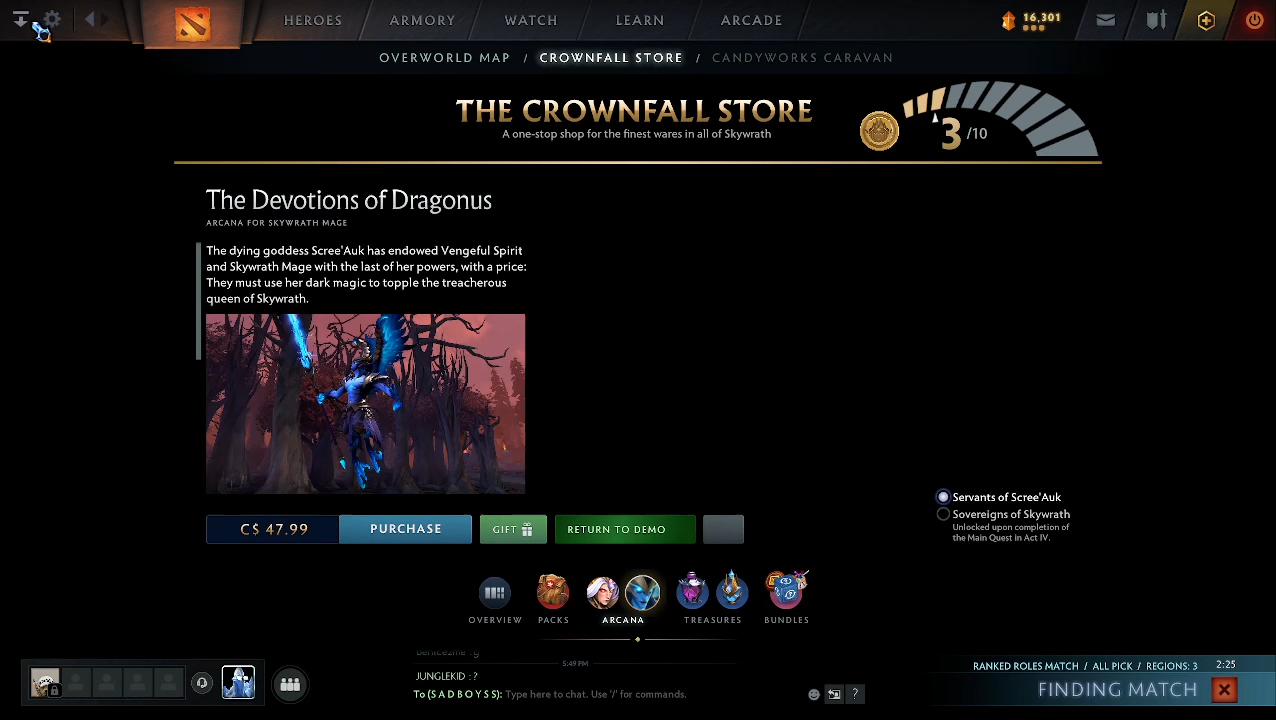 HEROES
ARMORY
WATCH
LEARN
ARCADE
16,301
OVERWORLD MAP / CROWNFALL STORE / CANDYWORKS CARAVAN
THE CROWNFALL STORE
A one-stop shop for the finest wares in all of Skywrath
3 /10
The Devotions of Dragonus
ARCANA FOR SKYWRATH MAGE
The dying goddess Scree'Auk has endowed Vengeful Spirit
and Skywrath Mage with the last of her powers, with a price:
They must use her dark magic to topple the treacherous
queen of Skywrath.
Servants of Scree'Auk
Sovereigns of Skywrath
Unlocked upon completion of
the Main Quest in Act IV.
C$ 47.99
PURCHASE
GIFT
RETURN TO DEMO
OVERVIEW
PACKS
ARCANA
TREASURES
BUNDLES
5:49 PM
JUNGLEKID : ?
To (S A D B O Y S S): Type here to chat. Use '/' for commands.
?
RANKED ROLES MATCH / ALL PICK / REGIONS: 3
2:25
FINDING MATCH